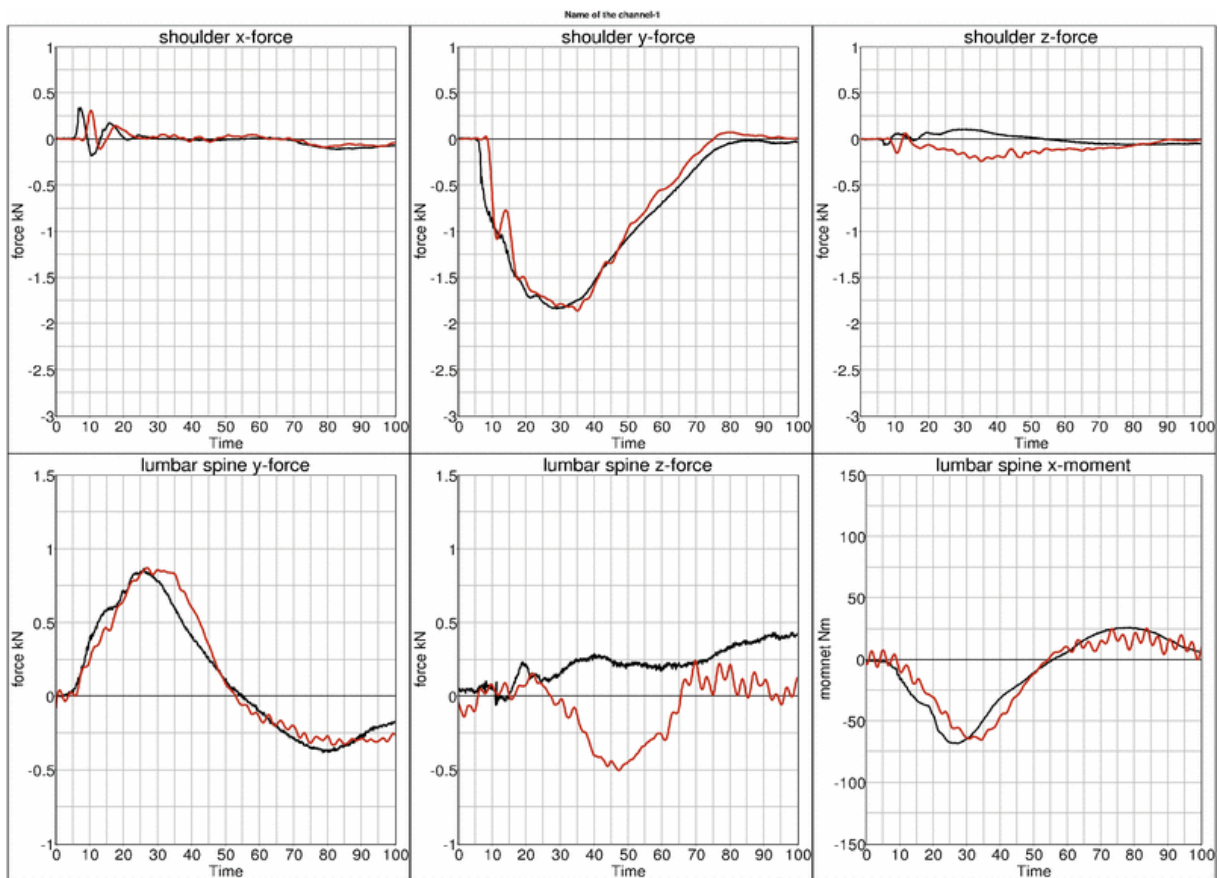 Name of the channel-1
shoulder x-force
shoulder y-force
shoulder z-force
1
0.5
0
-0.5
-1
-1.5
-2
-2.5
-3
force kN
0 10 20 30 40 50 60 70 80 90 100
Time
1
0.5
0
-0.5
-1
-1.5
-2
-2.5
-3
force kN
0 10 20 30 40 50 60 70 80 90 100
Time
1
0.5
0
-0.5
-1
-1.5
-2
-2.5
-3
force kN
0 10 20 30 40 50 60 70 80 90 100
Time
lumbar spine y-force
lumbar spine z-force
lumbar spine x-moment
1.5
1
0.5
0
-0.5
-1
force kN
0 10 20 30 40 50 60 70 80 90 100
Time
1.5
1
0.5
0
-0.5
-1
force kN
0 10 20 30 40 50 60 70 80 90 100
Time
150
100
50
0
-50
-100
-150
momnet Nm
0 10 20 30 40 50 60 70 80 90 100
Time